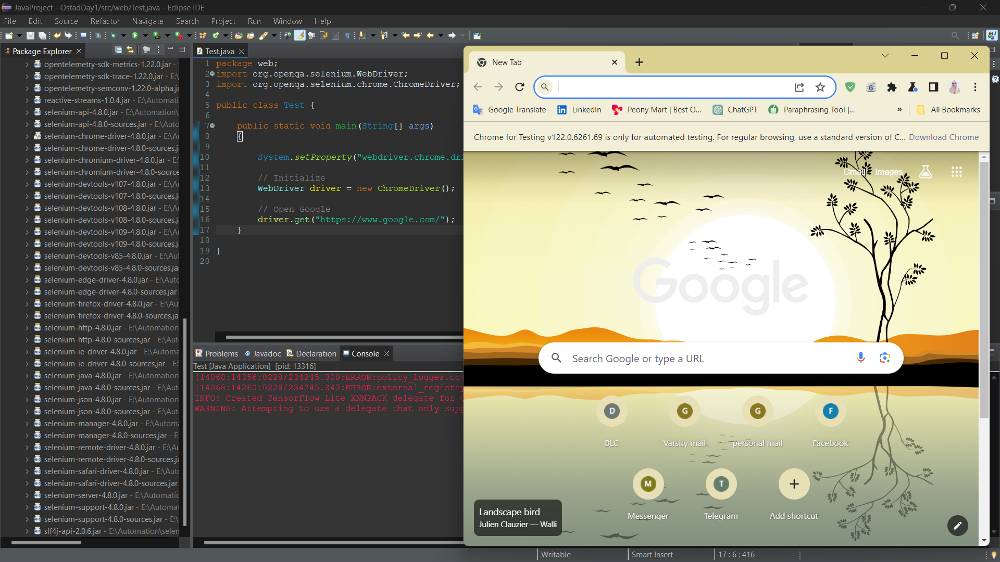 JavaProject - OstadDay1/src/web/Test.java - Eclipse IDE
File Edit Source Refactor Navigate Search Project Run Window Help
Package Explorer
opentelemetry-sdk-metrics-1.22.0.jar -
opentelemetry-sdk-trace-1.22.0.jar - E:\
opentelemetry-semconv-1.22.0-alpha.ja
reactive-streams-1.0.4.jar - E:\Automati
selenium-api-4.8.0.jar - E:\Automation\
selenium-api-4.8.0-sources.jar - E:\Auto
selenium-chrome-driver-4.8.0.jar - E:\Au
selenium-chrome-driver-4.8.0-sources.j
selenium-chromium-driver-4.8.0.jar - E:
selenium-chromium-driver-4.8.0-source
selenium-devtools-v107-4.8.0.jar - E:\Au
selenium-devtools-v107-4.8.0-sources.j
selenium-devtools-v108-4.8.0.jar - E:\Au
selenium-devtools-v108-4.8.0-sources.j
selenium-devtools-v109-4.8.0.jar - E:\Au
selenium-devtools-v109-4.8.0-sources.j
selenium-devtools-v85-4.8.0.jar - E:\Aut
selenium-devtools-v85-4.8.0-sources.ja
selenium-edge-driver-4.8.0.jar - E:\Auto
selenium-edge-driver-4.8.0-sources.jar
selenium-firefox-driver-4.8.0.jar - E:\Aut
selenium-firefox-driver-4.8.0-sources.ja
selenium-http-4.8.0.jar - E:\Automation
selenium-http-4.8.0-sources.jar - E:\Aut
selenium-ie-driver-4.8.0.jar - E:\Automa
selenium-ie-driver-4.8.0-sources.jar - E:
selenium-java-4.8.0.jar - E:\Automation
selenium-java-4.8.0-sources.jar - E:\Aut
selenium-json-4.8.0.jar - E:\Automation
selenium-json-4.8.0-sources.jar - E:\Aut
selenium-manager-4.8.0.jar - E:\Automa
selenium-manager-4.8.0-sources.jar - E:
selenium-remote-driver-4.8.0.jar - E:\Au
selenium-remote-driver-4.8.0-sources.ja
selenium-safari-driver-4.8.0.jar - E:\Auto
selenium-safari-driver-4.8.0-sources.jar
selenium-server-4.8.0.jar - E:\Automatic
selenium-support-4.8.0.jar - E:\Automat
selenium-support-4.8.0-sources.jar - E:\
slf4j-api-2.0.6.jar - E:\Automation\selen
Test.java
1 package web;
2 import org.openqa.selenium.WebDriver;
3 import org.openqa.selenium.chrome.ChromeDriver;
4
5 public class Test {
6
7 public static void main(String[] args)
8 {
9
10 System.setProperty("webdriver.chrome.dri
11
12 // Initialize
13 WebDriver driver = new ChromeDriver();
14
15 // Open Google
16 driver.get("https://www.google.com/");
17 }
18
19 }
20
Problems Javadoc Declaration Console
Test [Java Application] [pid: 13316]
[14068:14356:0228/234245.300:ERROR:policy_logger.cc(
[14068:14260:0228/234245.342:ERROR:external_registry
INFO: Created TensorFlow Lite XNNPACK delegate for C
WARNING: Attempting to use a delegate that only supp
New Tab
Google Translate LinkedIn Peony Mart | Best O... ChatGPT Paraphrasing Tool |... » All Bookmarks
Chrome for Testing v122.0.6261.69 is only for automated testing. For regular browsing, use a standard version of C... Download Chrome
Gmail Images
Google
Search Google or type a URL
D G G F
BLC Varsity mail personal mail Facebook
M T
Messenger Telegram Add shortcut
Landscape bird
Julien Clauzier — Walli
Writable Smart Insert 17 : 6 : 416